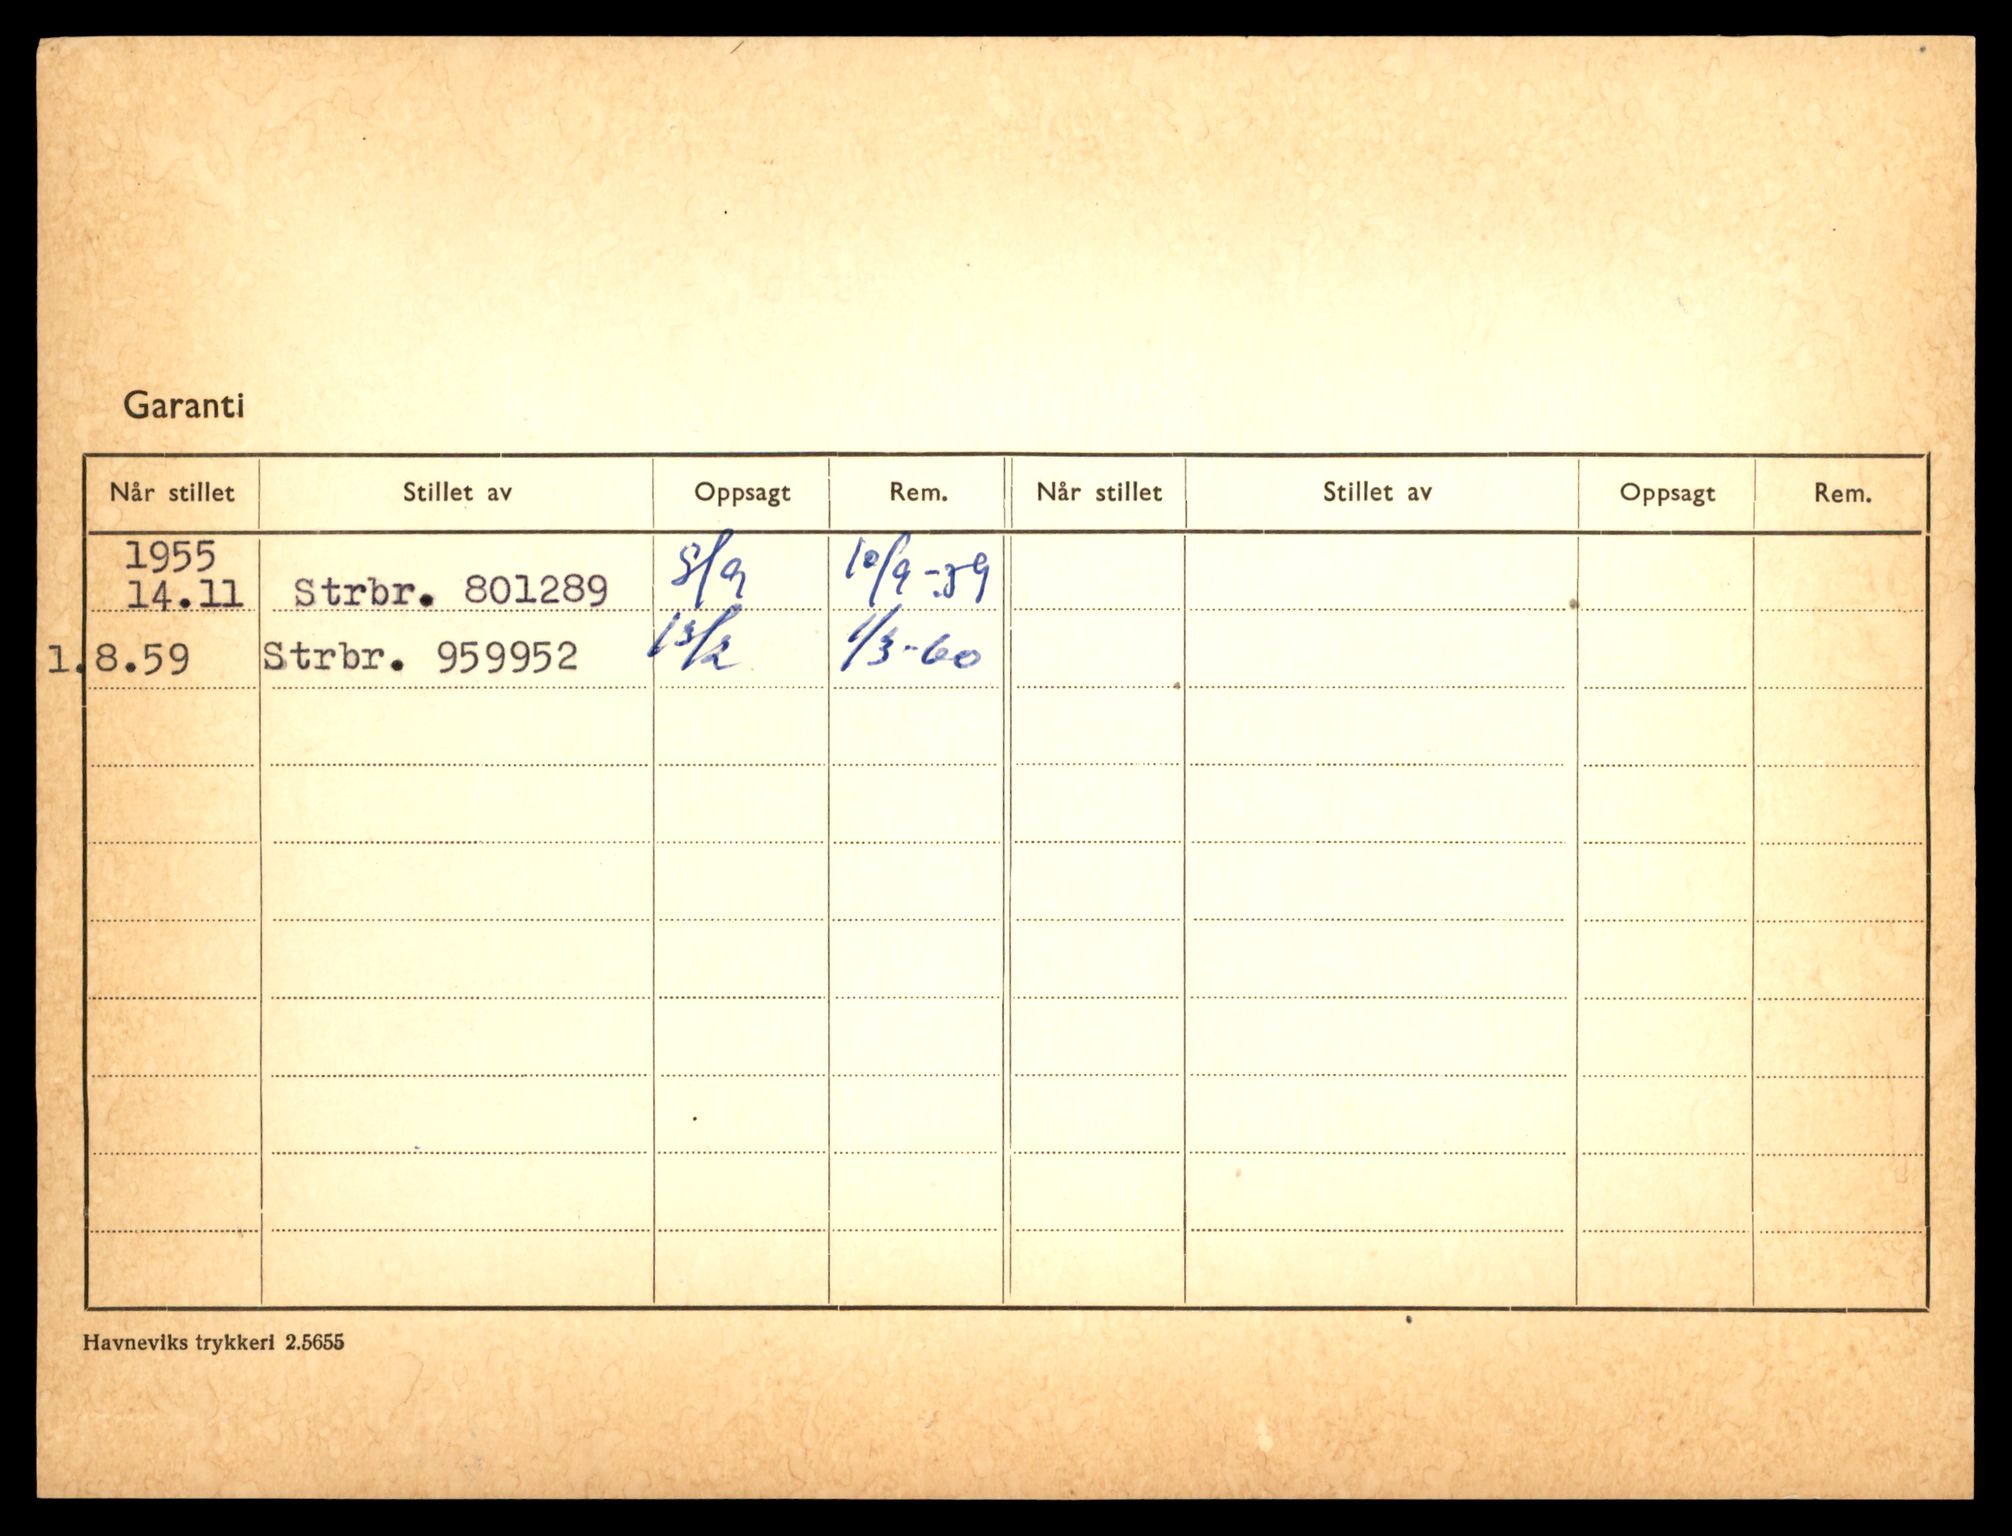 Garanti
Når stillet Stillet av Oppsagt Rem. Når stillet Stillet av Oppsagt Rem.
1955
14.11 Strbr. 801289 8/9 10/9-59
1.8.59 Strbr. 959952 13/2 1/3-60
Havneviks trykkeri 2.5655